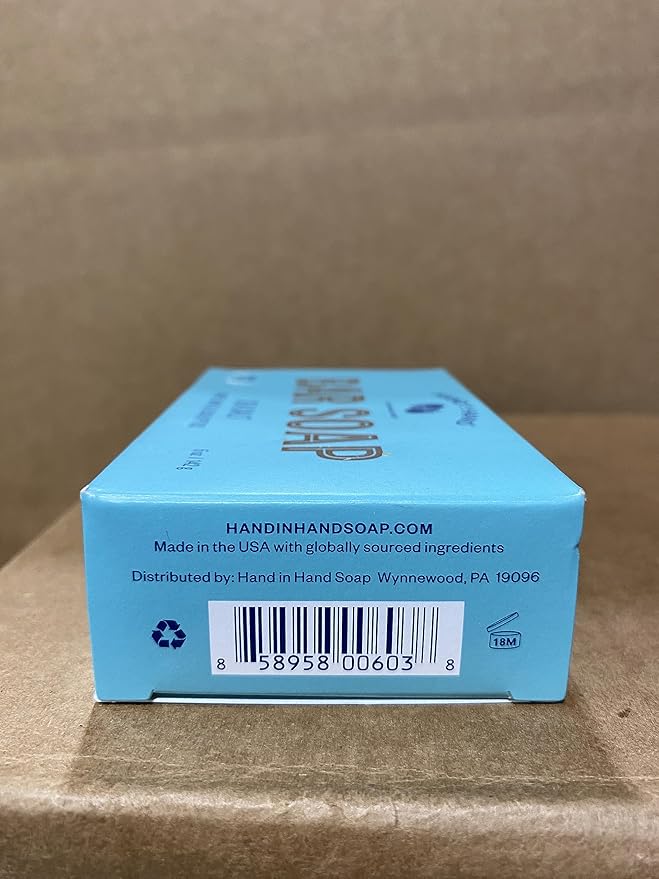 BAR SOAP
HANDINHANDSOAP.COM
Made in the USA with globally sourced ingredients
Distributed by: Hand in Hand Soap Wynnewood, PA 19096
18M
8 58958 00603 8